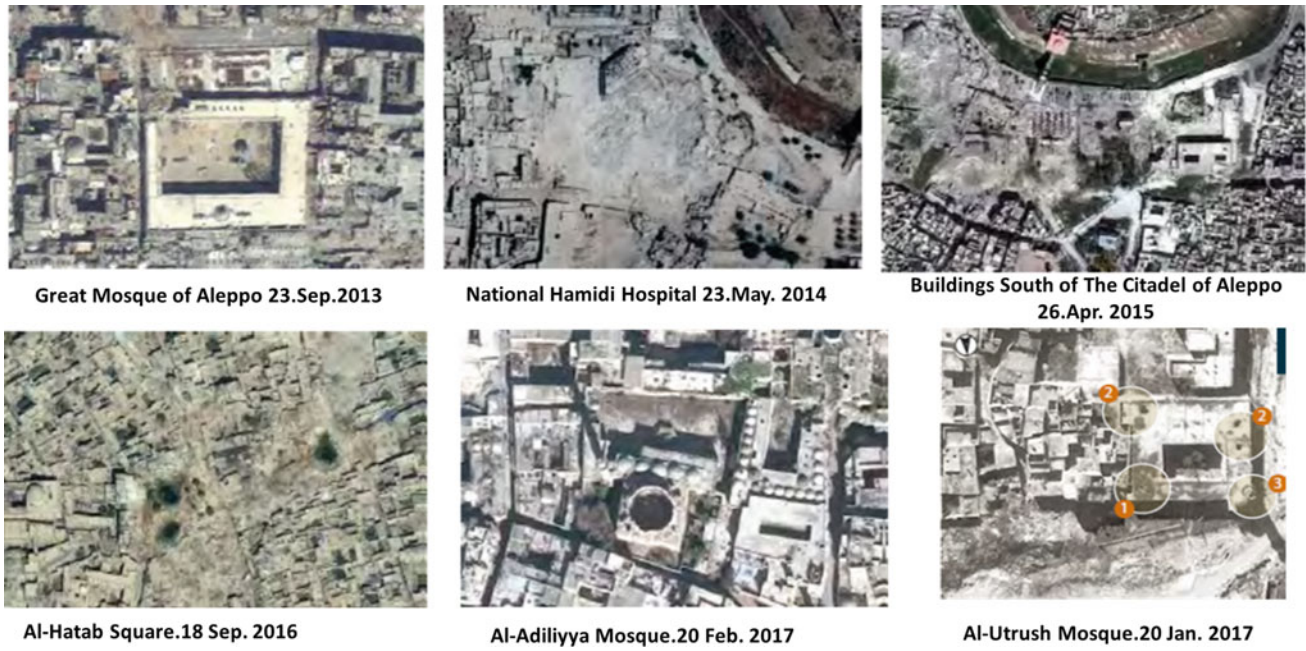 Great Mosque of Aleppo 23.Sep.2013
National Hamidi Hospital 23.May. 2014
Buildings South of The Citadel of Aleppo
26.Apr. 2015
2
2
3
1
Al-Hatab Square.18 Sep. 2016
Al-Adiliyya Mosque.20 Feb. 2017
Al-Utrush Mosque.20 Jan. 2017